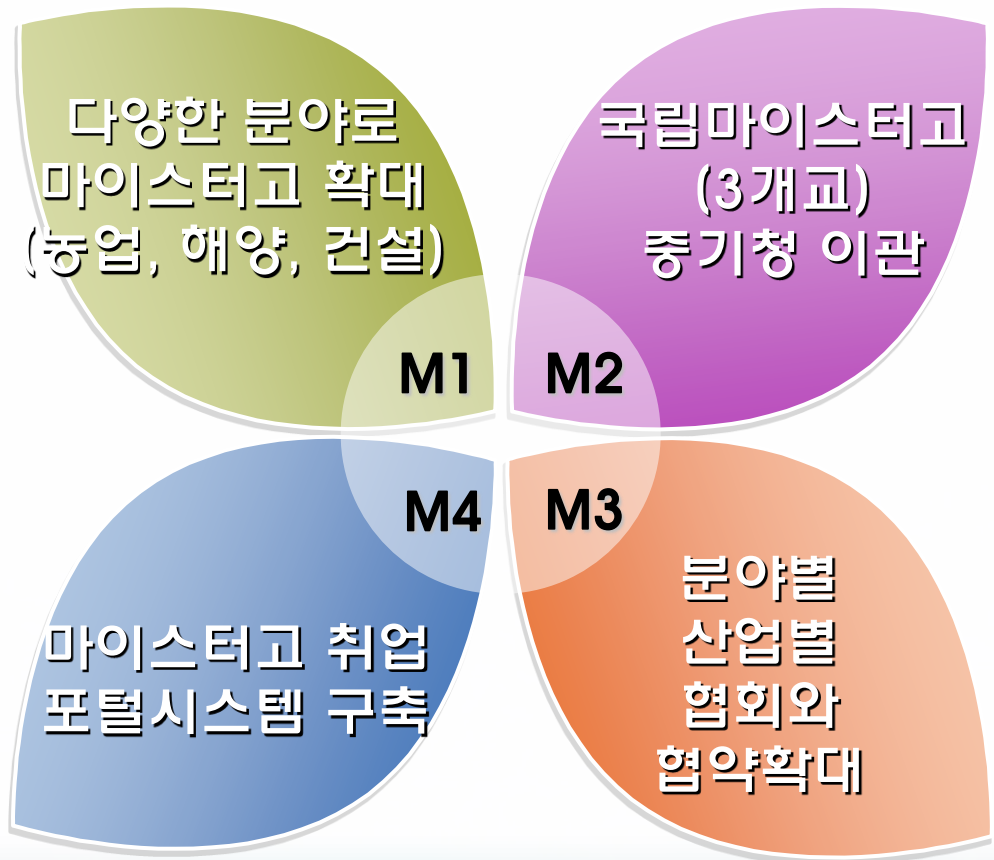 다양한 분야로
마이스터고 확대
(농업, 해양, 건설)
M1
국립마이스터고
(3개교)
중기청 이관
M2
M4
마이스터고 취업
포털시스템 구축
M3
분야별
산업별
협회와
협약확대